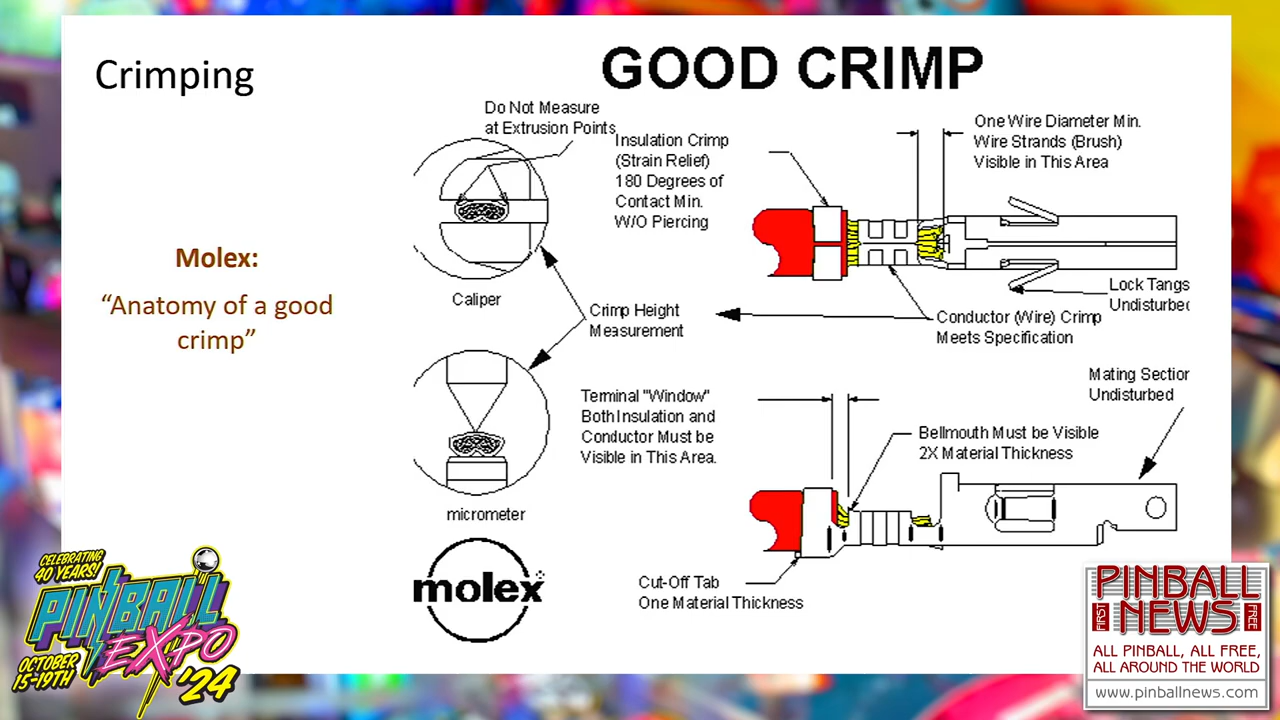 Crimping
GOOD CRIMP
Do Not Measure
at Extrusion Points
Insulation Crimp
(Strain Relief)
180 Degrees of
Contact Min.
W/O Piercing
One Wire Diameter Min.
Wire Strands (Brush)
Visible in This Area
Molex:
“Anatomy of a good
crimp”
Caliper
Crimp Height
Measurement
Lock Tangs
Undisturbed
Conductor (Wire) Crimp
Meets Specification
Mating Section
Undisturbed
Terminal "Window"
Both Insulation and
Conductor Must be
Visible in This Area.
Bellmouth Must be Visible
2X Material Thickness
micrometer
molex
Cut-Off Tab
One Material Thickness
CELEBRATING
40 YEARS!
PINBALL
EXPO
OCTOBER
15-19TH
'24
PINBALL
FIRST
NEWS
FREE
ALL PINBALL, ALL FREE,
ALL AROUND THE WORLD
www.pinballnews.com